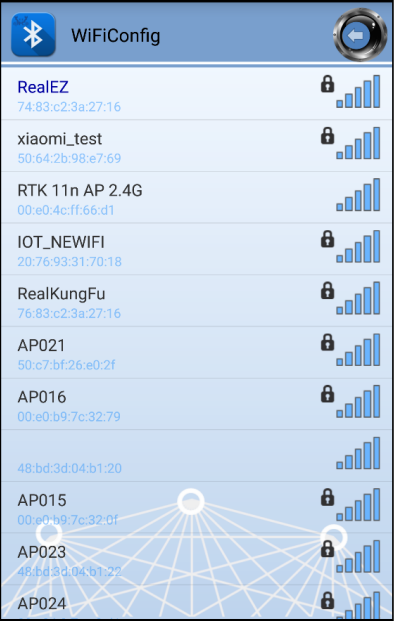 WiFiConfig
RealEZ
74:83:c2:3a:27:16
xiaomi_test
50:64:2b:98:e7:69
RTK 11n AP 2.4G
00:e0:4c:ff:66:d1
IOT_NEWIFI
20:76:93:31:70:18
RealKungFu
76:83:c2:3a:27:16
AP021
50:c7:bf:26:e0:2f
AP016
00:e0:b9:7c:32:79
48:bd:3d:04:b1:20
AP015
00:e0:b9:7c:32:0f
AP023
48:bd:3d:04:b1:22
AP024